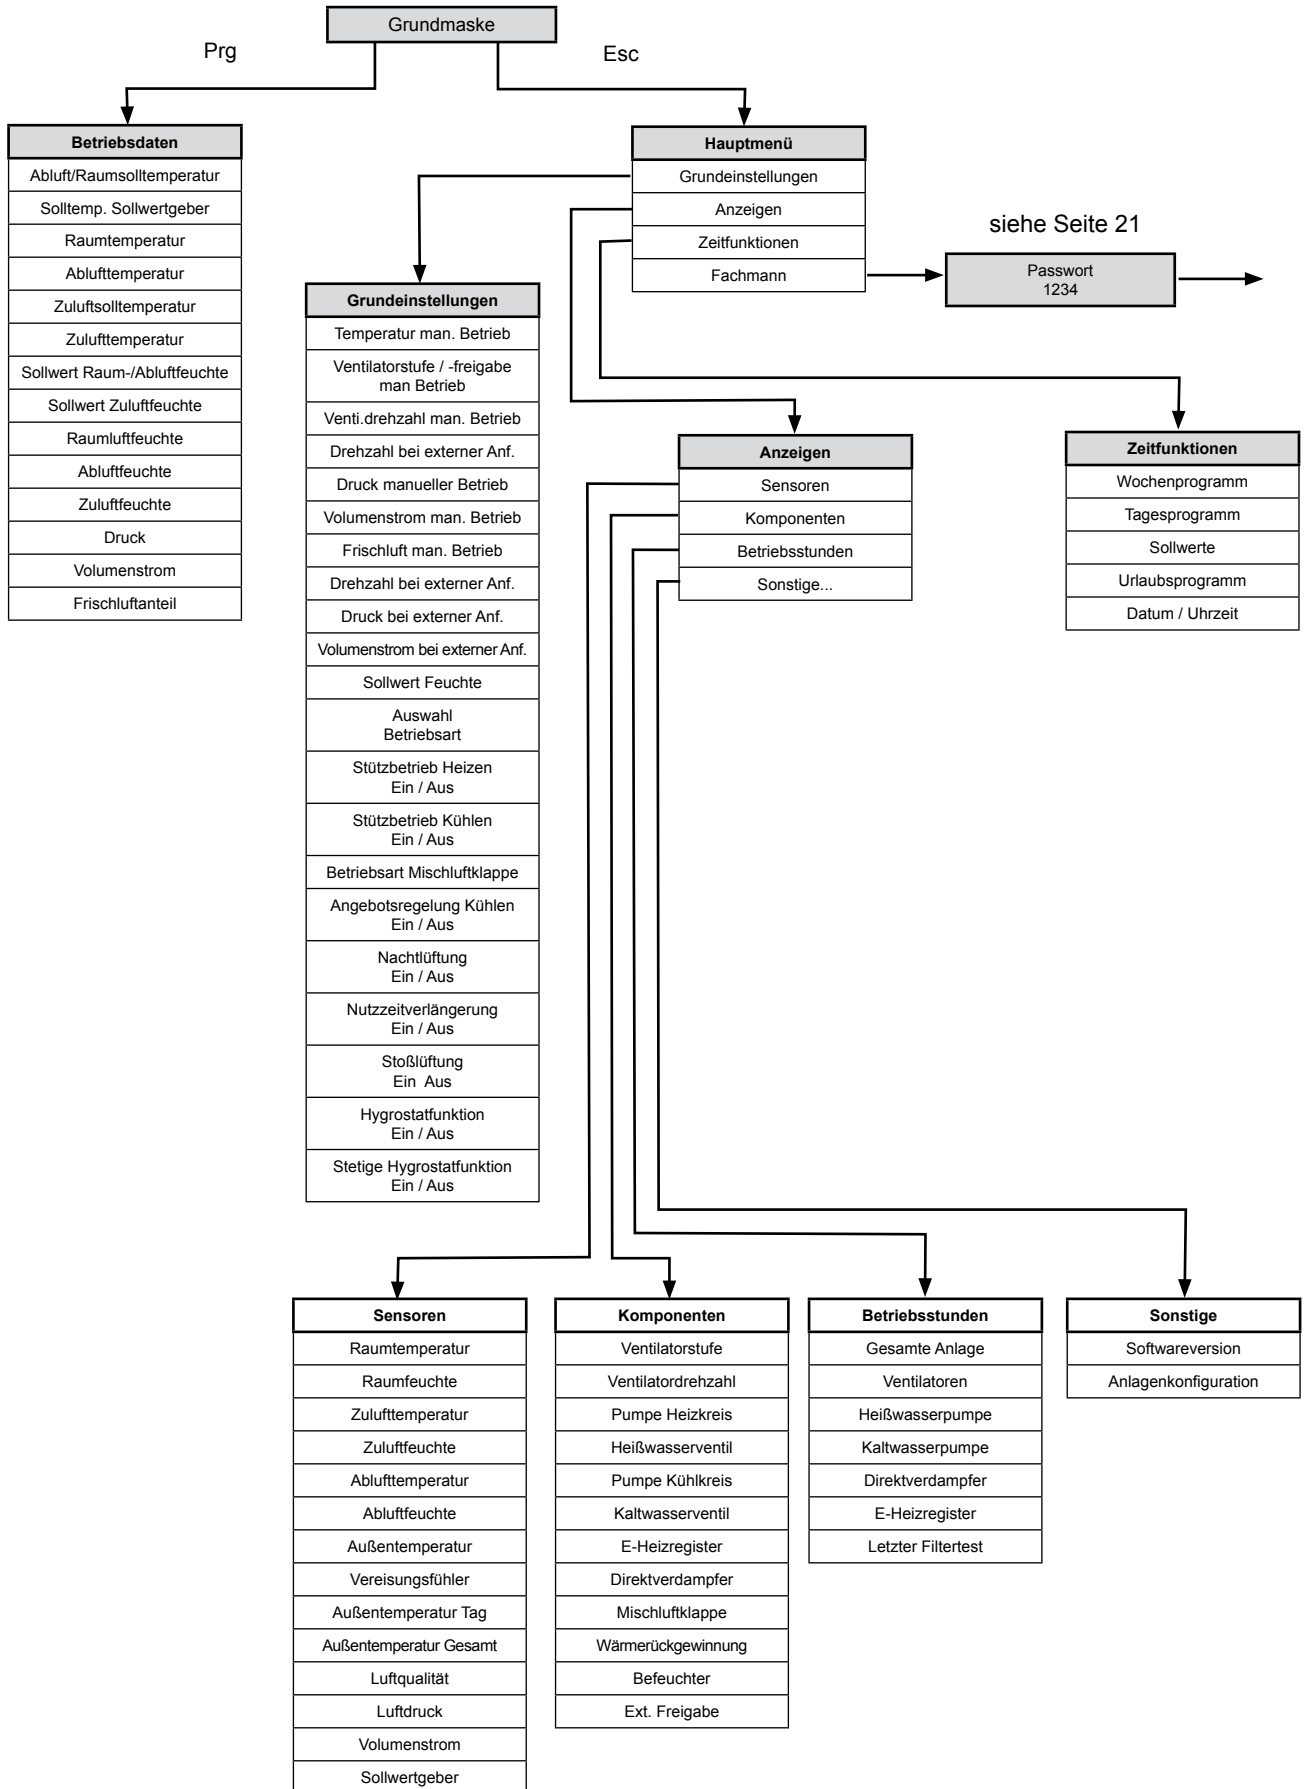 Grundmaske
Prg
Esc
Betriebsdaten
Abluft/Raumsolltemperatur
Solltemp. Sollwertgeber
Raumtemperatur
Ablufttemperatur
Zuluftsolltemperatur
Zulufttemperatur
Sollwert Raum-/Abluftfeuchte
Sollwert Zuluftfeuchte
Raumluftfeuchte
Abluftfeuchte
Zuluftfeuchte
Druck
Volumenstrom
Frischluftanteil
Hauptmenü
Grundeinstellungen
Anzeigen
Zeitfunktionen
Fachmann
siehe Seite 21
Passwort
1234
Grundeinstellungen
Temperatur man. Betrieb
Ventilatorstufe / -freigabe
man Betrieb
Venti.drehzahl man. Betrieb
Drehzahl bei externer Anf.
Druck manueller Betrieb
Volumenstrom man. Betrieb
Frischluft man. Betrieb
Drehzahl bei externer Anf.
Druck bei externer Anf.
Volumenstrom bei externer Anf.
Sollwert Feuchte
Auswahl
Betriebsart
Stützbetrieb Heizen
Ein / Aus
Stützbetrieb Kühlen
Ein / Aus
Betriebsart Mischluftklappe
Angebotsregelung Kühlen
Ein / Aus
Nachtlüftung
Ein / Aus
Nutzzeitverlängerung
Ein / Aus
Stoßlüftung
Ein Aus
Hygrostatfunktion
Ein / Aus
Stetige Hygrostatfunktion
Ein / Aus
Anzeigen
Sensoren
Komponenten
Betriebsstunden
Sonstige...
Zeitfunktionen
Wochenprogramm
Tagesprogramm
Sollwerte
Urlaubsprogramm
Datum / Uhrzeit
Sensoren
Raumtemperatur
Raumfeuchte
Zulufttemperatur
Zuluftfeuchte
Ablufttemperatur
Abluftfeuchte
Außentemperatur
Vereisungsfühler
Außentemperatur Tag
Außentemperatur Gesamt
Luftqualität
Luftdruck
Volumenstrom
Sollwertgeber
Komponenten
Ventilatorstufe
Ventilatordrehzahl
Pumpe Heizkreis
Heißwasserventil
Pumpe Kühlkreis
Kaltwasserventil
E-Heizregister
Direktverdampfer
Mischluftklappe
Wärmerückgewinnung
Befeuchter
Ext. Freigabe
Betriebsstunden
Gesamte Anlage
Ventilatoren
Heißwasserpumpe
Kaltwasserpumpe
Direktverdampfer
E-Heizregister
Letzter Filtertest
Sonstige
Softwareversion
Anlagenkonfiguration